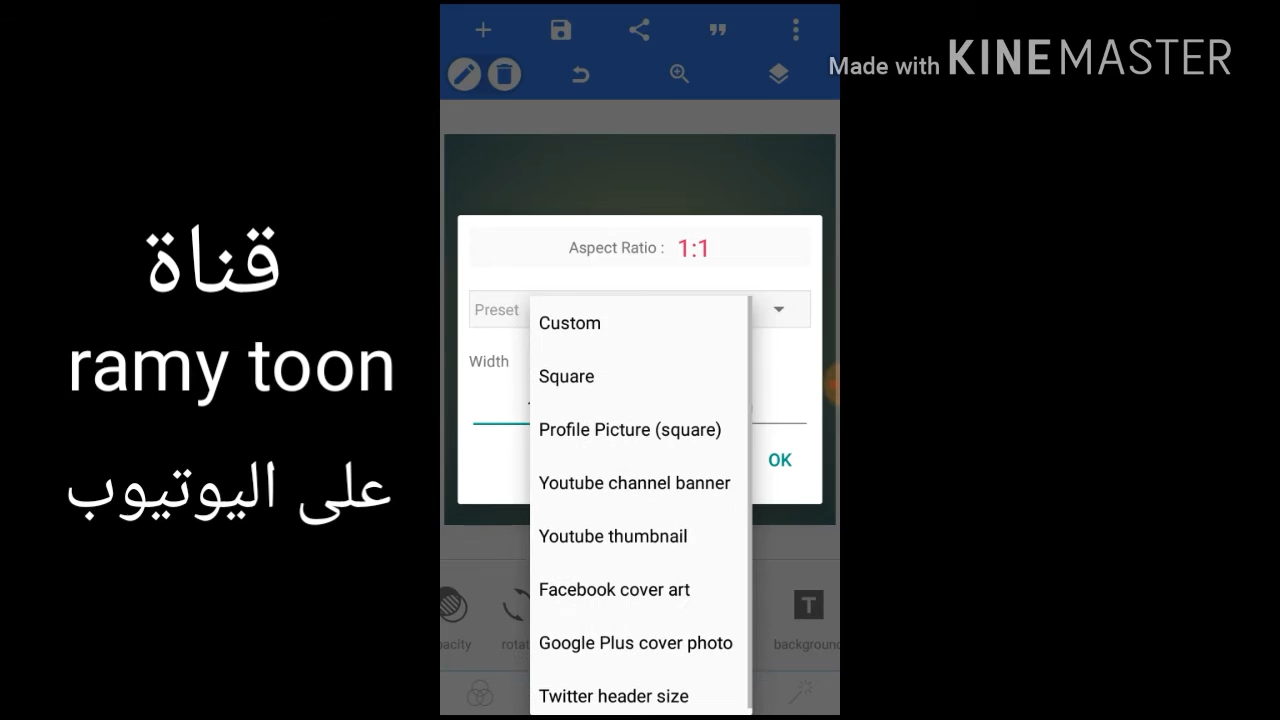 Made with KINEMASTER
قناة
ramy toon
على اليوتيوب
Aspect Ratio : 1:1
Preset
Custom
Width
Square
Profile Picture (square)
OK
Youtube channel banner
Youtube thumbnail
Facebook cover art
Google Plus cover photo
Twitter header size
T